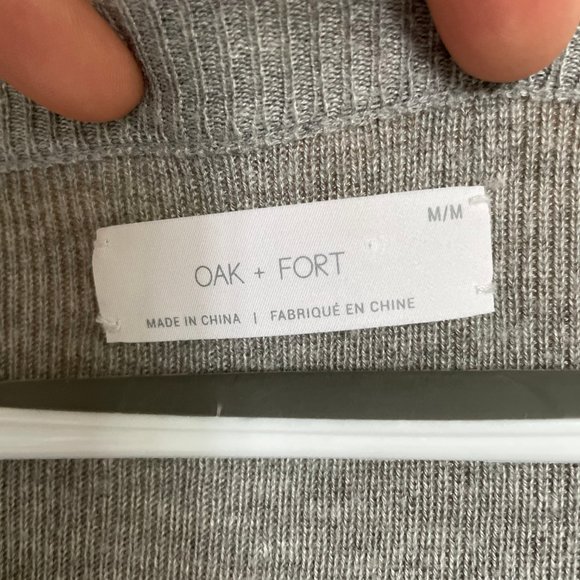 M/M
OAK + FORT
MADE IN CHINA | FABRIQUÉ EN CHINE